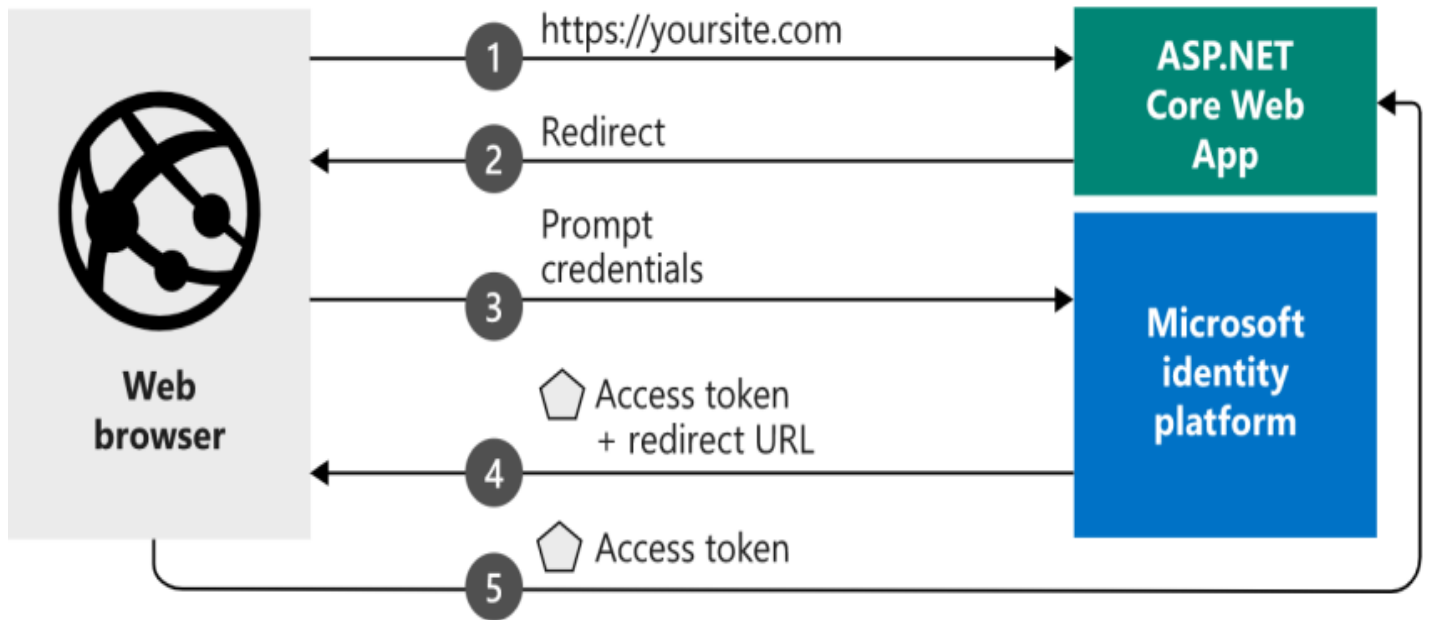 1
https://yoursite.com
ASP.NET
Core Web
App
2
Redirect
Prompt
credentials
3
Microsoft
identity
platform
Web
browser
Access token
+ redirect URL
4
Access token
5